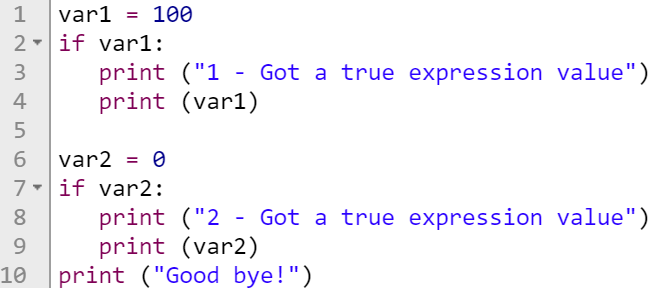 1 var1 = 100
2 if var1:
3    print ("1 - Got a true expression value")
4    print (var1)
5
6 var2 = 0
7 if var2:
8    print ("2 - Got a true expression value")
9    print (var2)
10 print ("Good bye!")